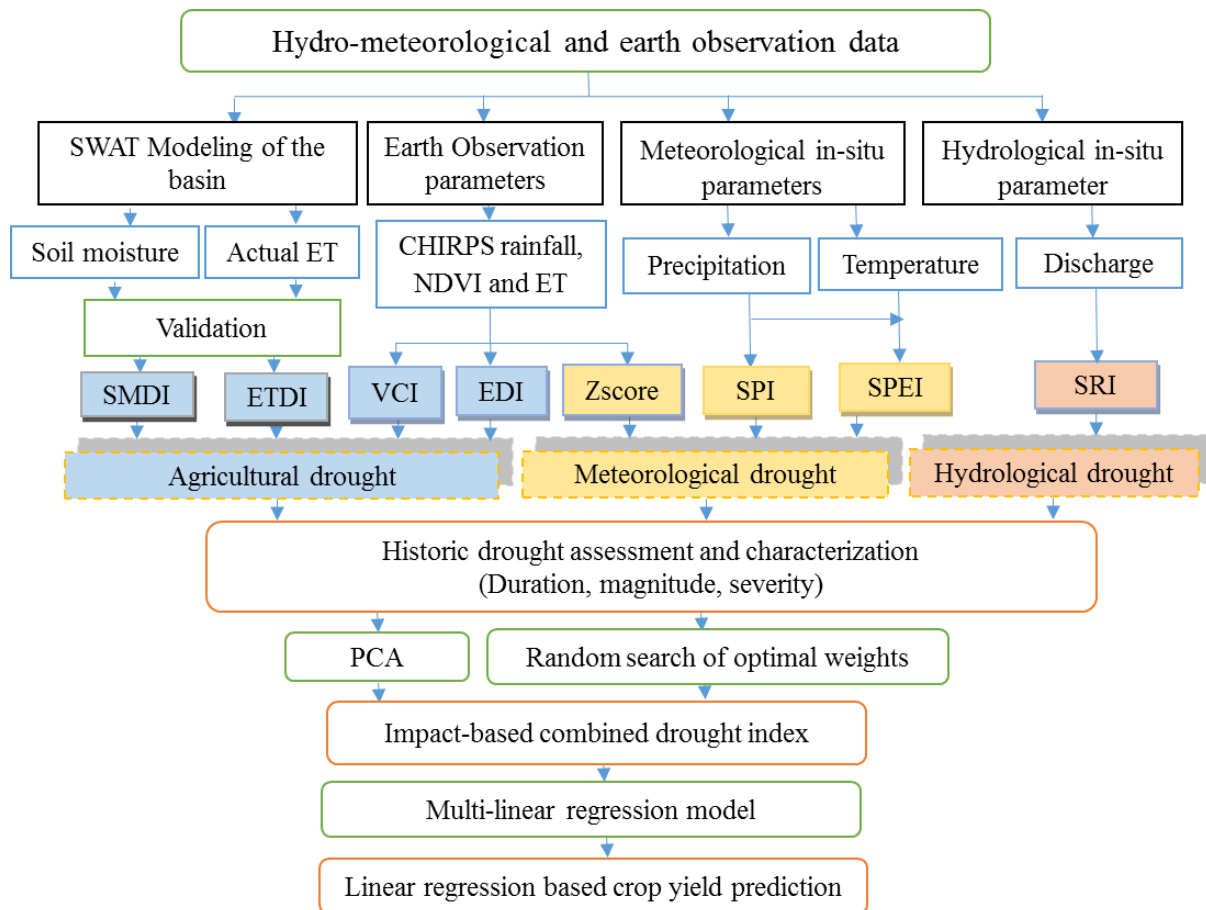 Hydro-meteorological and earth observation data
SWAT Modeling of the
basin
Earth Observation
parameters
Meteorological in-situ
parameters
Hydrological in-situ
parameter
Soil moisture
Actual ET
CHIRPS rainfall,
NDVI and ET
Precipitation
Temperature
Discharge
Validation
SMDI
ETDI
VCI
EDI
Zscore
SPI
SPEI
SRI
Agricultural drought
Meteorological drought
Hydrological drought
Historic drought assessment and characterization
(Duration, magnitude, severity)
PCA
Random search of optimal weights
Impact-based combined drought index
Multi-linear regression model
Linear regression based crop yield prediction